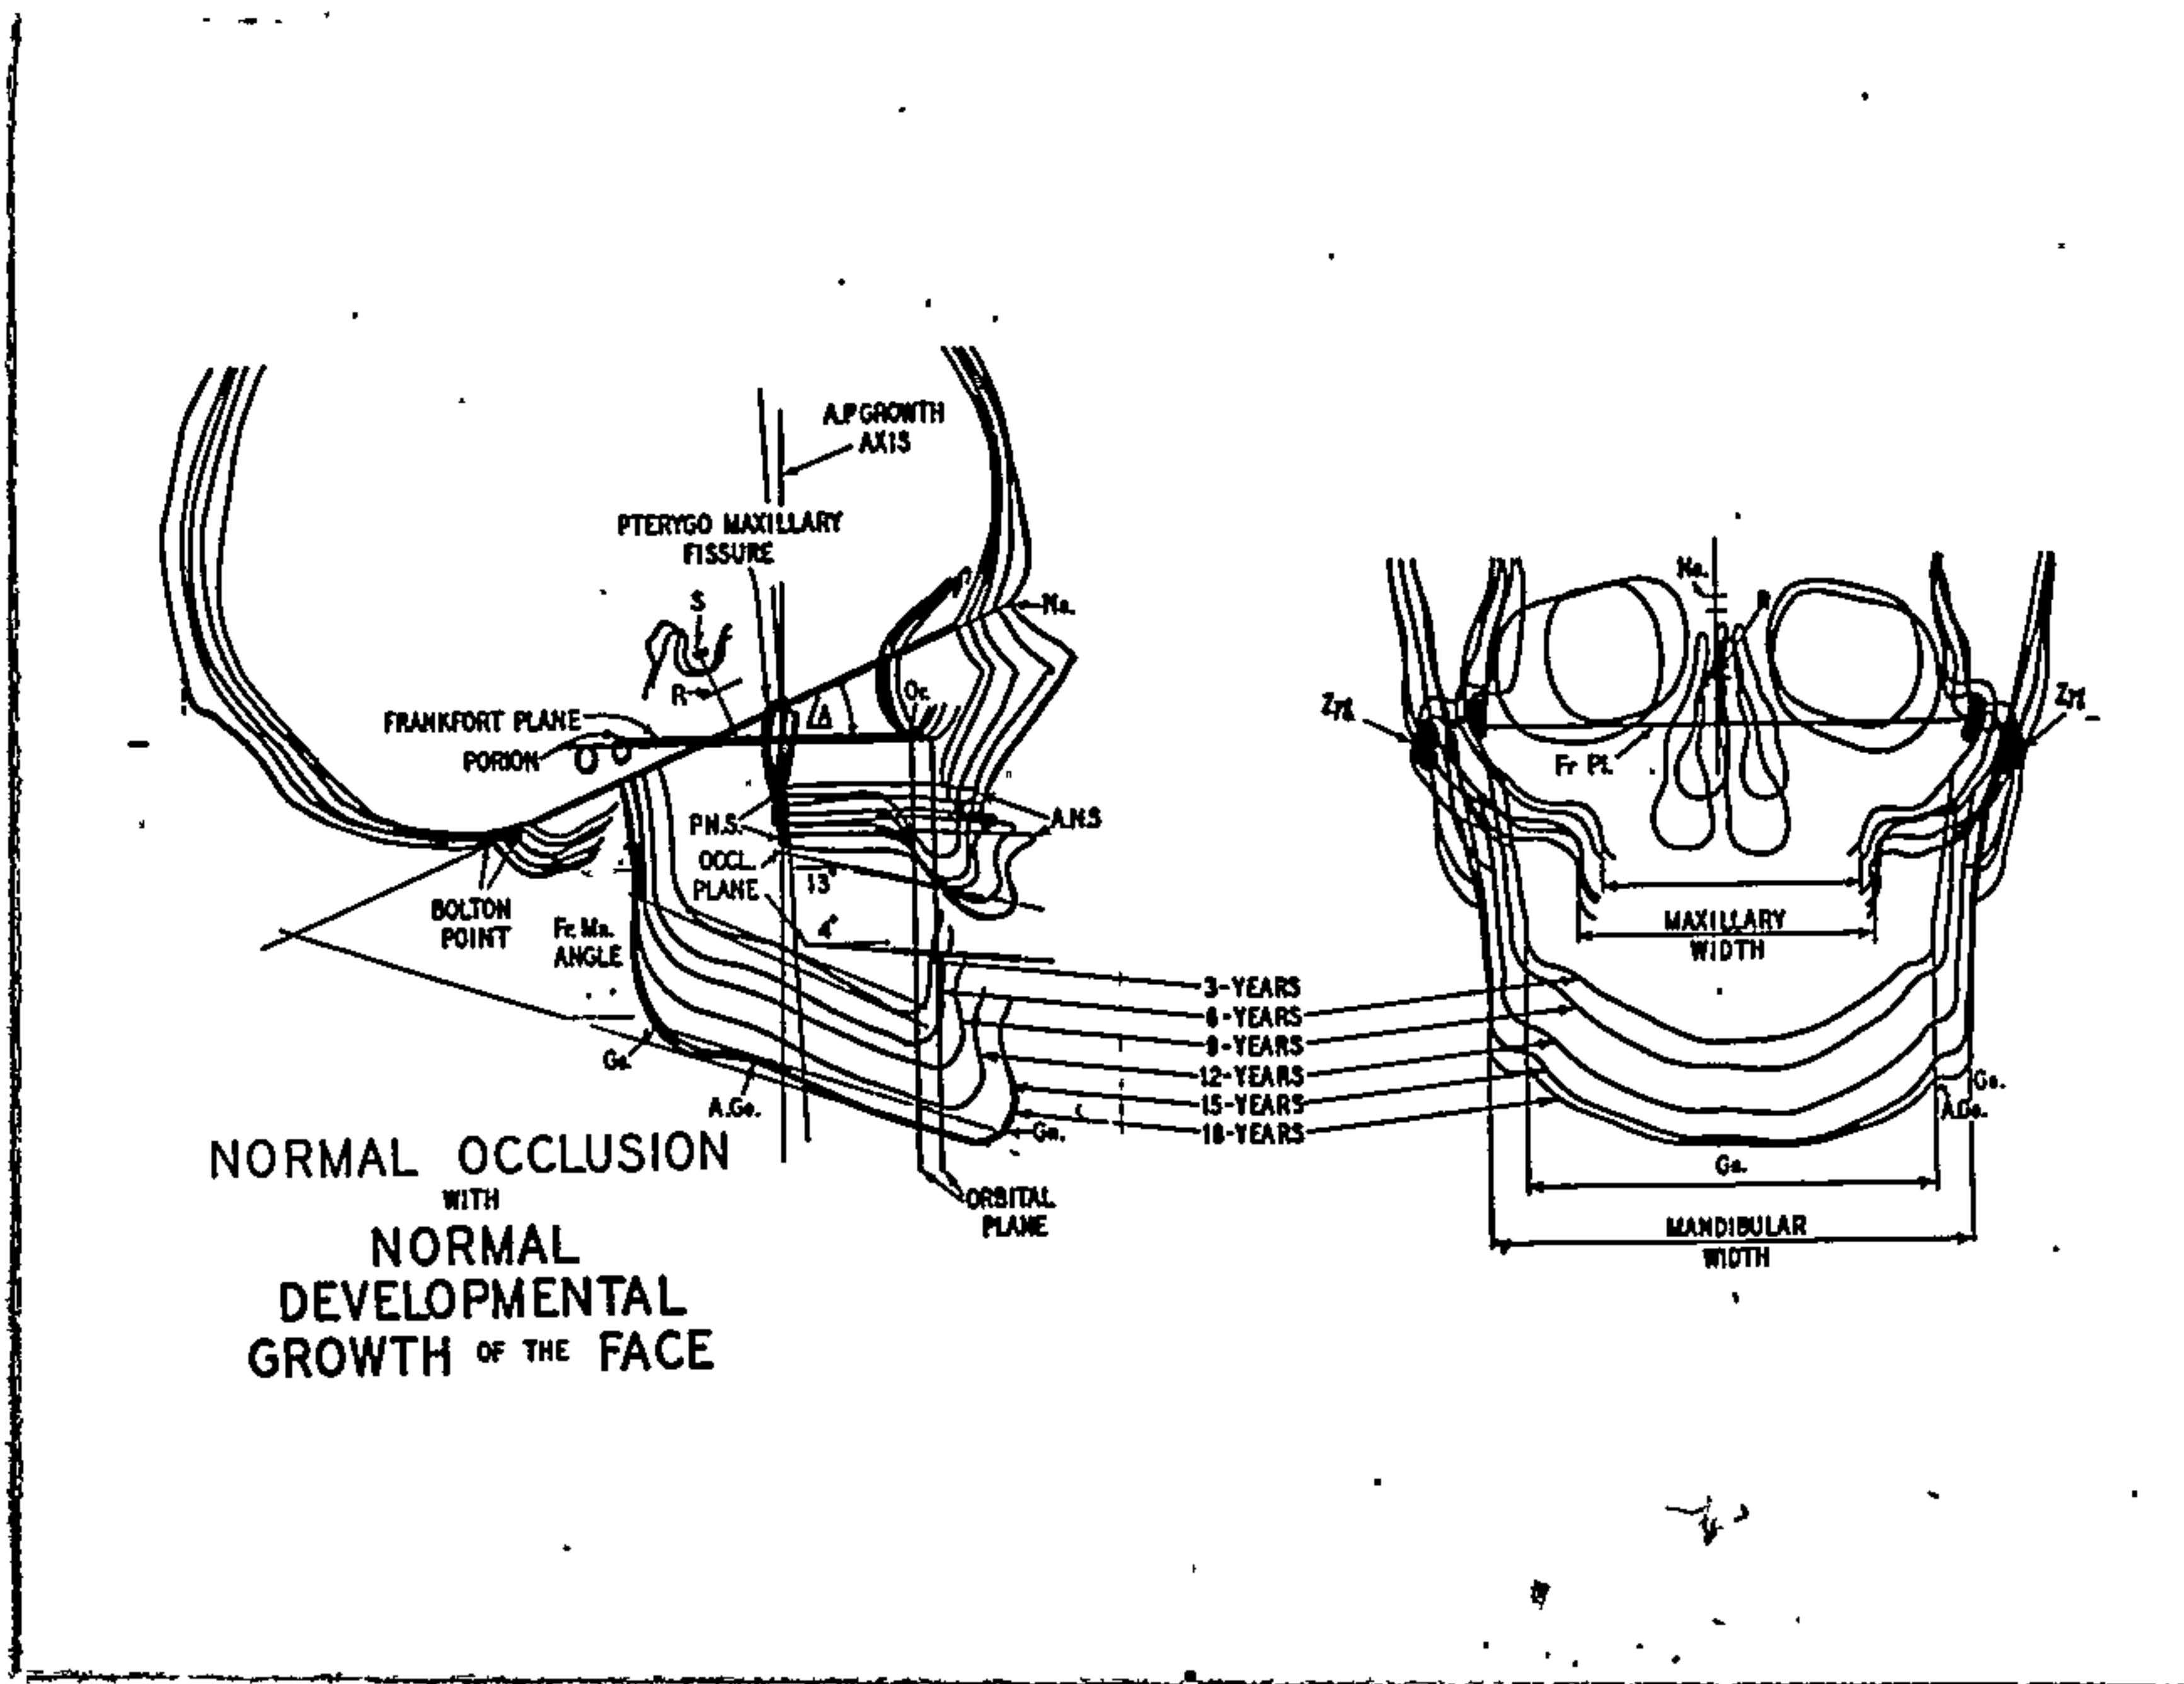 A.P. GROWTH
AXIS
PTERYGO MAXILLARY
FISSURE
S
Na.
R
Or.
Δ
FRANKFORT PLANE
PORION
P.N.S.
A.N.S
OCCL.
PLANE
13°
4°
BOLTON
POINT
Fr. Ma.
ANGLE
Go.
A.Go.
Gn.
ORBITAL
PLANE
3-YEARS
6-YEARS
9-YEARS
12-YEARS
15-YEARS
18-YEARS
Na.
R
Zyg.
Zyg.
Fr Pl.
MAXILLARY
WIDTH
Go.
A.Go.
Gn.
MANDIBULAR
WIDTH
NORMAL OCCLUSION
WITH
NORMAL
DEVELOPMENTAL
GROWTH OF THE FACE